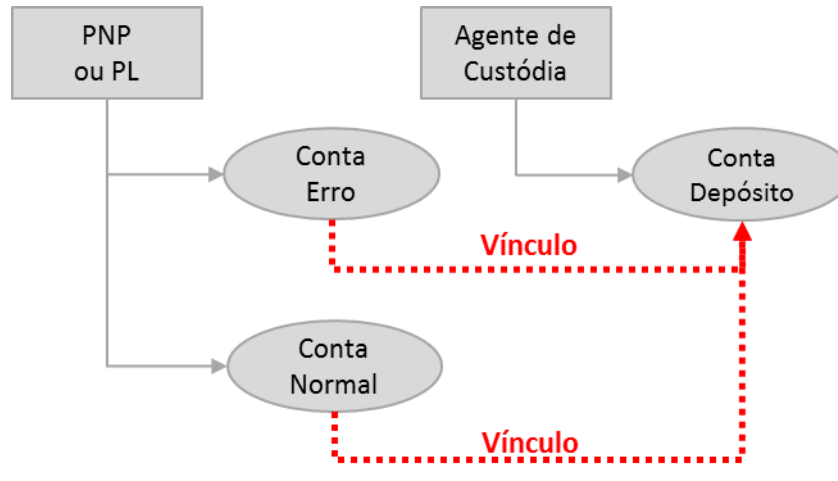 PNP
ou PL
Agente de
Custódia
Conta
Erro
Conta
Depósito
Vínculo
Conta
Normal
Vínculo